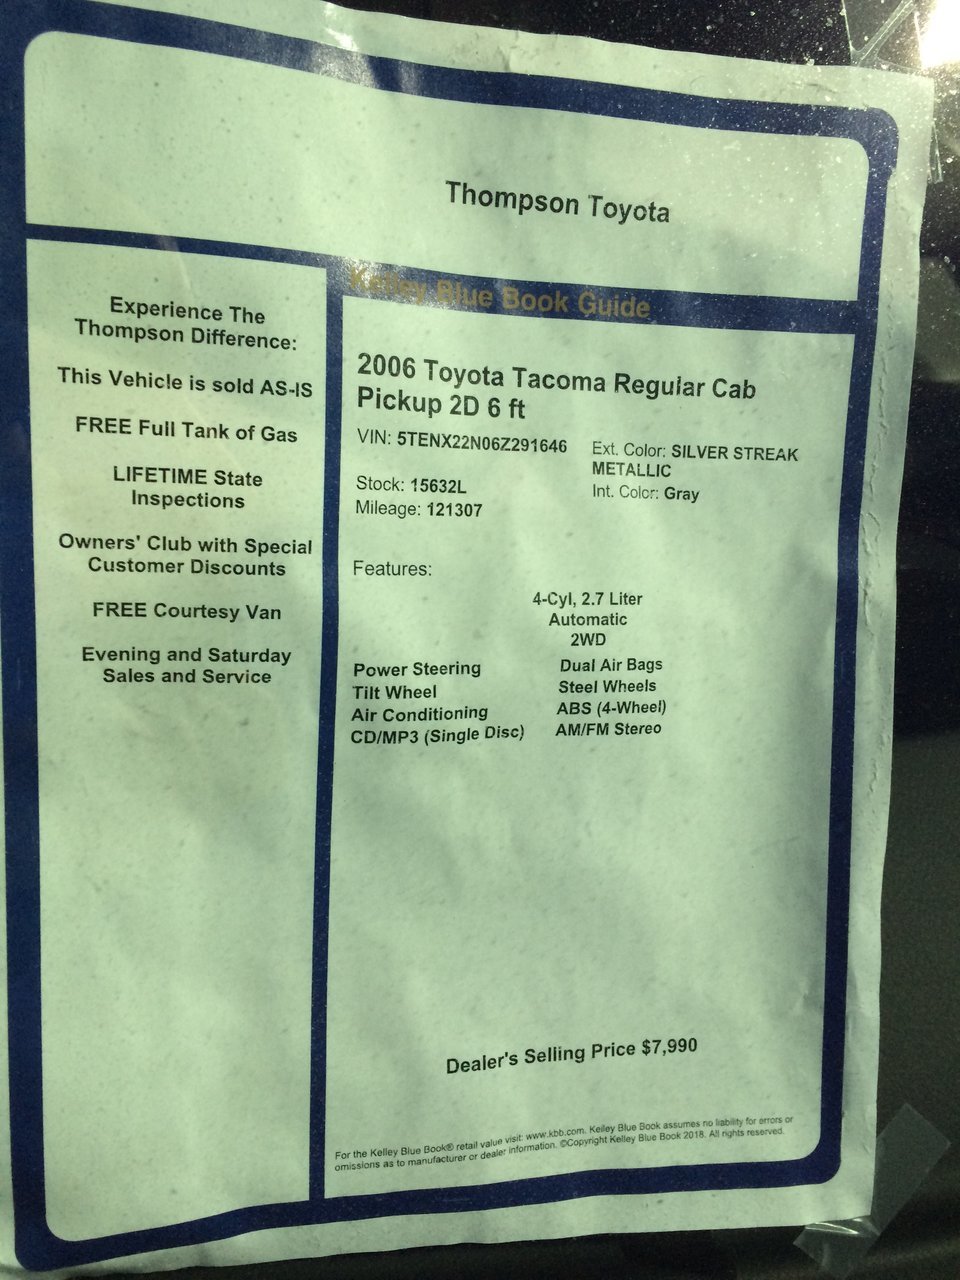 Thompson Toyota
Kelley Blue Book Guide
Experience The
Thompson Difference:
This Vehicle is sold AS-IS
FREE Full Tank of Gas
LIFETIME State
Inspections
Owners' Club with Special
Customer Discounts
FREE Courtesy Van
Evening and Saturday
Sales and Service
2006 Toyota Tacoma Regular Cab
Pickup 2D 6 ft
VIN: 5TENX22N06Z291646
Ext. Color: SILVER STREAK
METALLIC
Stock: 15632L
Int. Color: Gray
Mileage: 121307
Features:
4-Cyl, 2.7 Liter
Automatic
2WD
Power Steering
Dual Air Bags
Tilt Wheel
Steel Wheels
Air Conditioning
ABS (4-Wheel)
CD/MP3 (Single Disc)
AM/FM Stereo
Dealer's Selling Price $7,990
For the Kelley Blue Book® retail value visit: www.kbb.com. Kelley Blue Book assumes no liability for errors or
omissions as to manufacturer or dealer information. ©Copyright Kelley Blue Book 2018. All rights reserved.